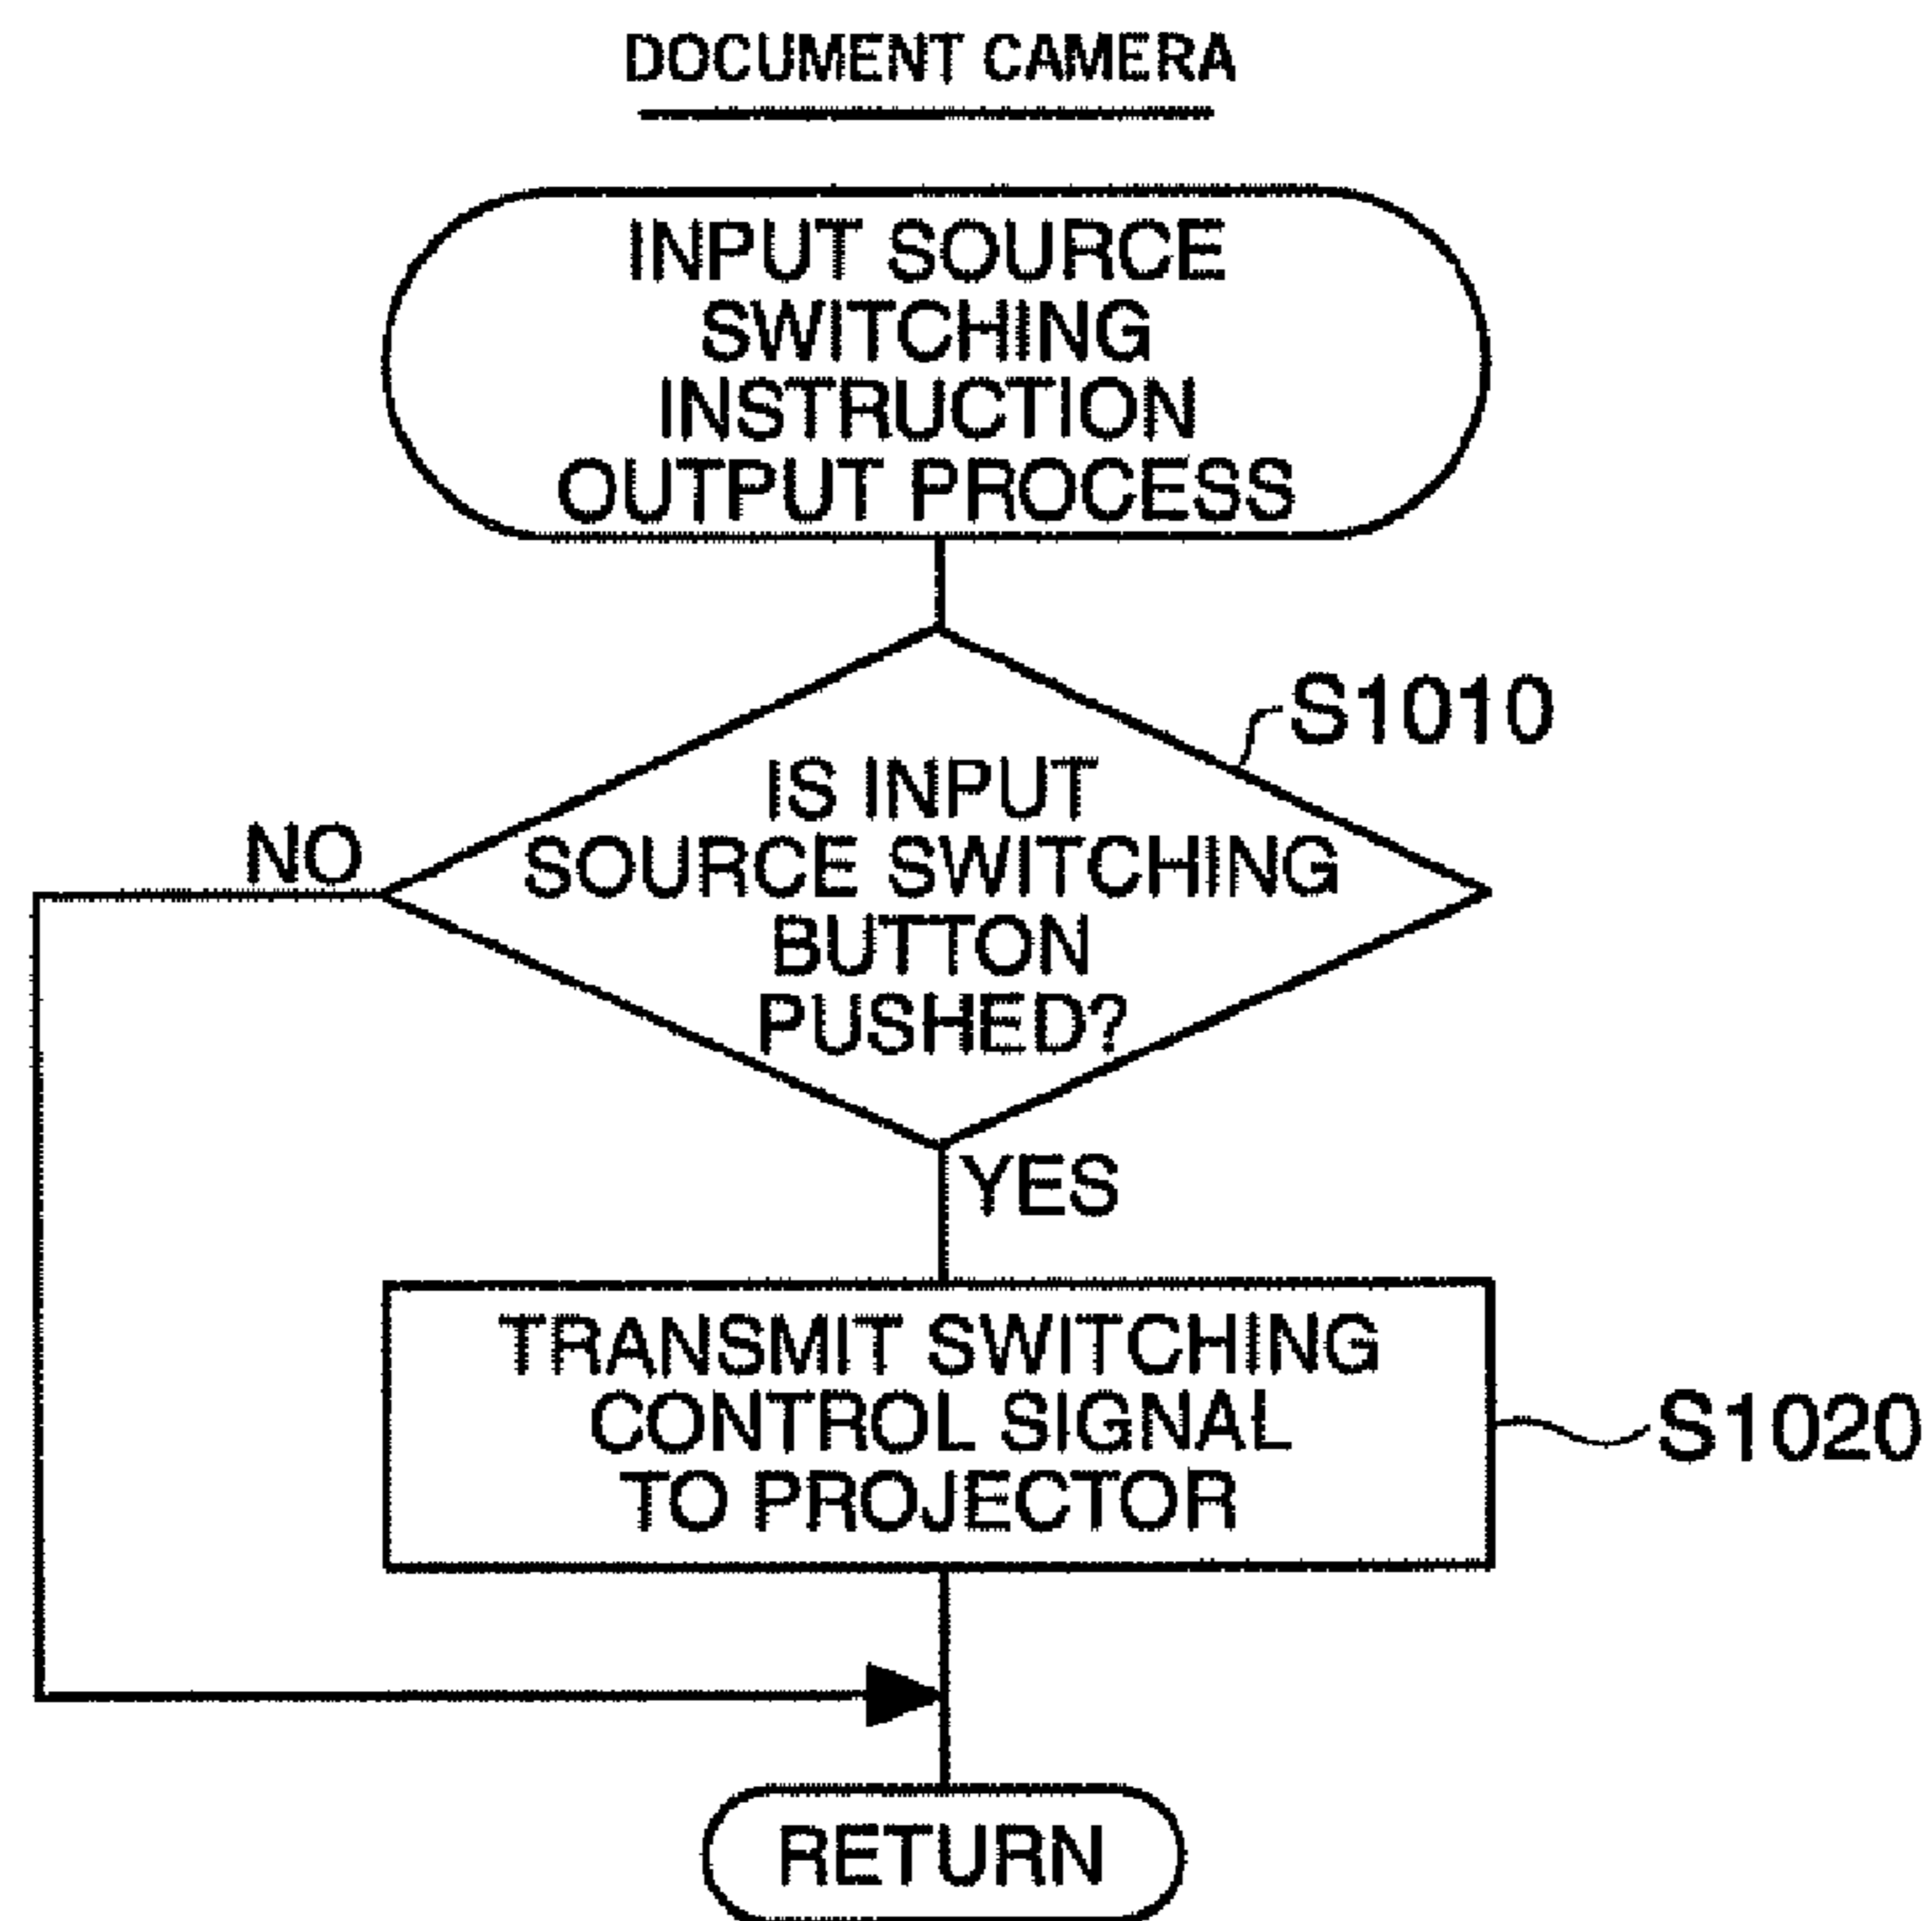 DOCUMENT CAMERA
INPUT SOURCE
SWITCHING
INSTRUCTION
OUTPUT PROCESS
S1010
IS INPUT
SOURCE SWITCHING
BUTTON
PUSHED?
NO
YES
TRANSMIT SWITCHING
CONTROL SIGNAL
TO PROJECTOR
S1020
RETURN